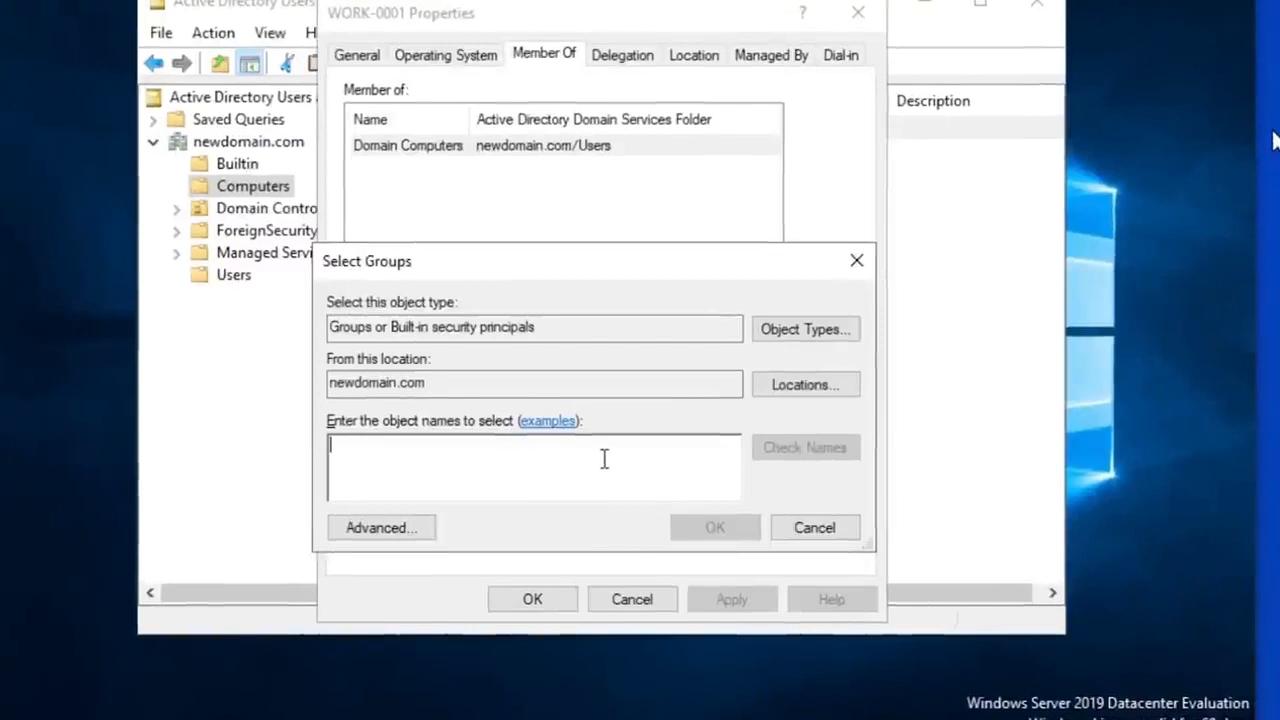 Active Directory Users
File Action View H
Active Directory Users
Saved Queries
newdomain.com
Builtin
Computers
Domain Contro
ForeignSecurity
Managed Servi
Users
WORK-0001 Properties
?
General Operating System Member Of Delegation Location Managed By Dial-in
Member of:
Name Active Directory Domain Services Folder
Domain Computers newdomain.com/Users
Description
Select Groups
Select this object type:
Groups or Built-in security principals
Object Types...
From this location:
newdomain.com
Locations...
Enter the object names to select (examples):
Check Names
Advanced...
OK Cancel
OK Cancel Apply Help
Windows Server 2019 Datacenter Evaluation